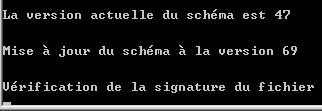 La version actuelle du schéma est 47
Mise à jour du schéma à la version 69
Vérification de la signature du fichier